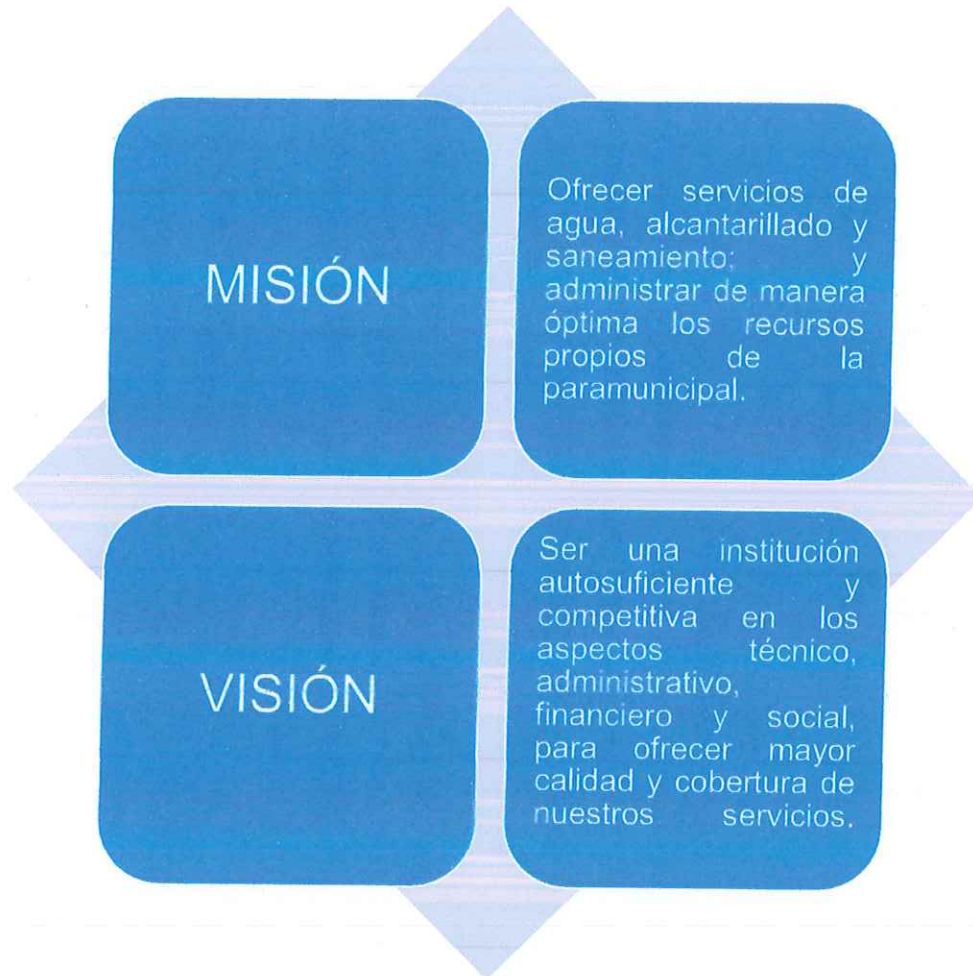 MISIÓN
Ofrecer servicios de
agua, alcantarillado y
saneamiento; y
administrar de manera
óptima los recursos
propios de la
paramunicipal.
VISIÓN
Ser una institución
autosuficiente y
competitiva en los
aspectos técnico,
administrativo,
financiero y social,
para ofrecer mayor
calidad y cobertura de
nuestros servicios.